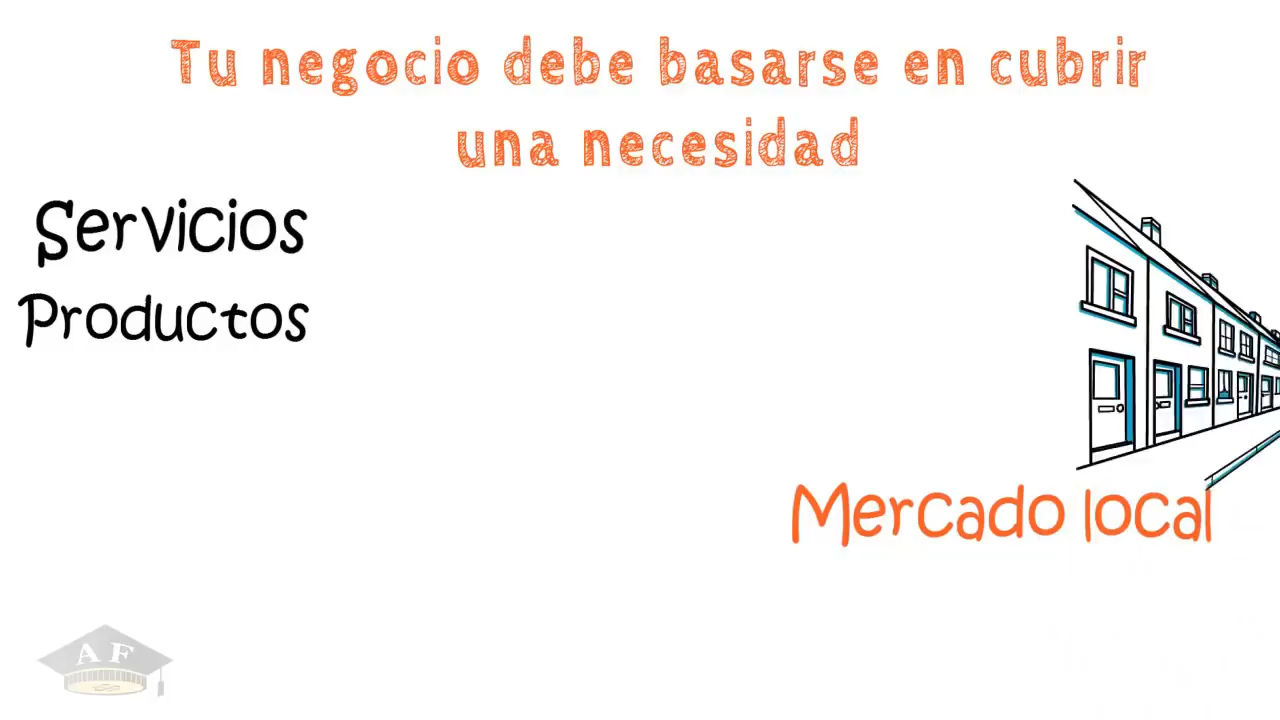 Tu negocio debe basarse en cubrir
una necesidad
Servicios
Productos
Mercado local
AF